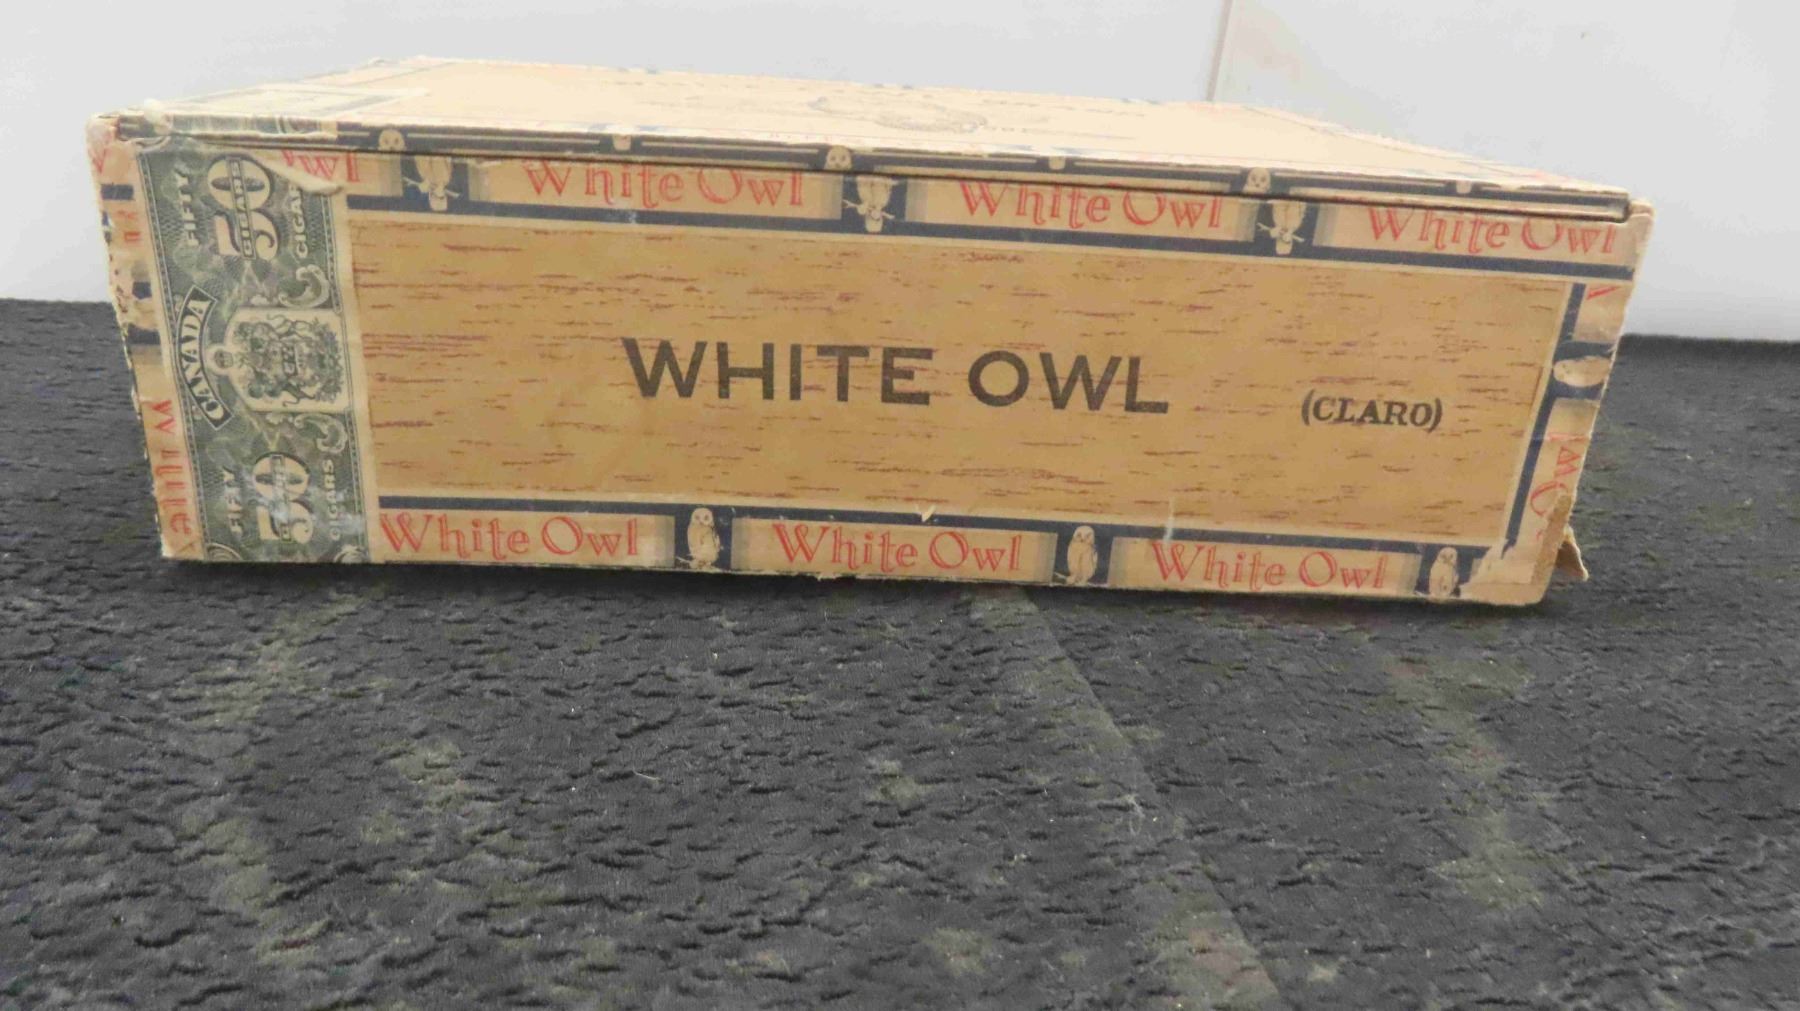 White Owl White Owl White Owl
WHITE OWL
(CLARO)
White Owl White Owl White Owl
FIFTY
50
CIGARS
CANADA
FIFTY
50
CIGARS
CIGARS
White